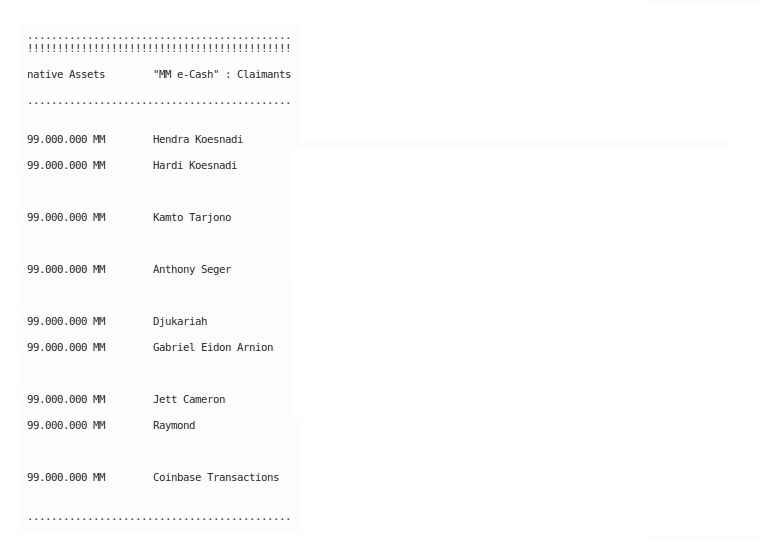 ............................................
!!!!!!!!!!!!!!!!!!!!!!!!!!!!!!!!!!!!!!!!!!!!
native Assets        "MM e-Cash" : Claimants
............................................
99.000.000 MM        Hendra Koesnadi
99.000.000 MM        Hardi Koesnadi
99.000.000 MM        Kamto Tarjono
99.000.000 MM        Anthony Seger
99.000.000 MM        Djukariah
99.000.000 MM        Gabriel Eidon Arnion
99.000.000 MM        Jett Cameron
99.000.000 MM        Raymond
99.000.000 MM        Coinbase Transactions
............................................